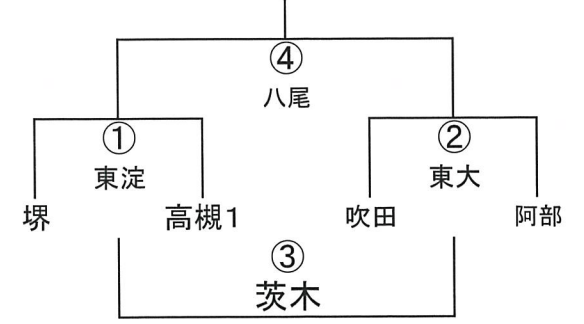 ④
八尾
①
東淀
②
東大
堺
高槻1
吹田
阿部
③
茨木